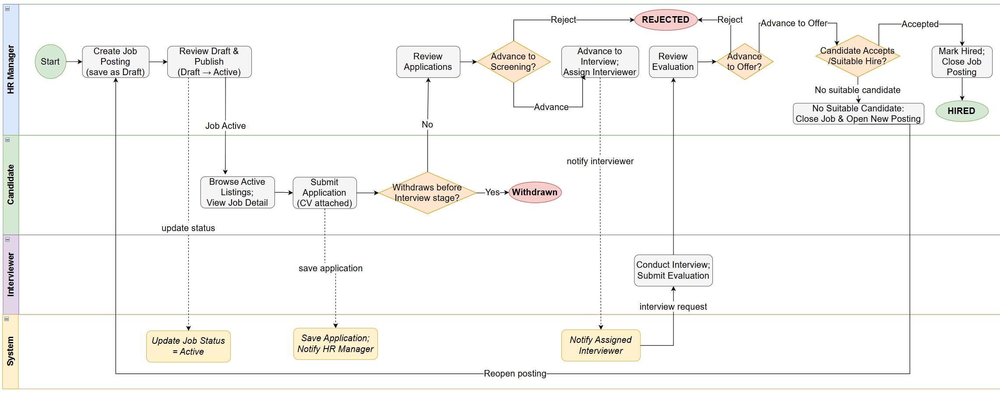 HR Manager
Start
Create Job
Posting
(save as Draft)
Review Draft &
Publish
(Draft → Active)
Job Active
Review
Applications
No
Advance to
Screening?
Reject
Advance
REJECTED
Advance to
Interview;
Assign Interviewer
Review
Evaluation
Reject
Advance
to Offer?
Advance to Offer
Candidate Accepts
/Suitable Hire?
Accepted
Mark Hired;
Close Job
Posting
HIRED
No suitable candidate
No Suitable Candidate:
Close Job & Open New Posting
Candidate
Browse Active
Listings;
View Job Detail
Submit
Application
(CV attached)
Withdraws before
Interview stage?
Yes
Withdrawn
notify interviewer
update status
Interviewer
save application
Conduct Interview;
Submit Evaluation
interview request
System
Update Job Status
= Active
Save Application;
Notify HR Manager
Notify Assigned
Interviewer
Reopen posting